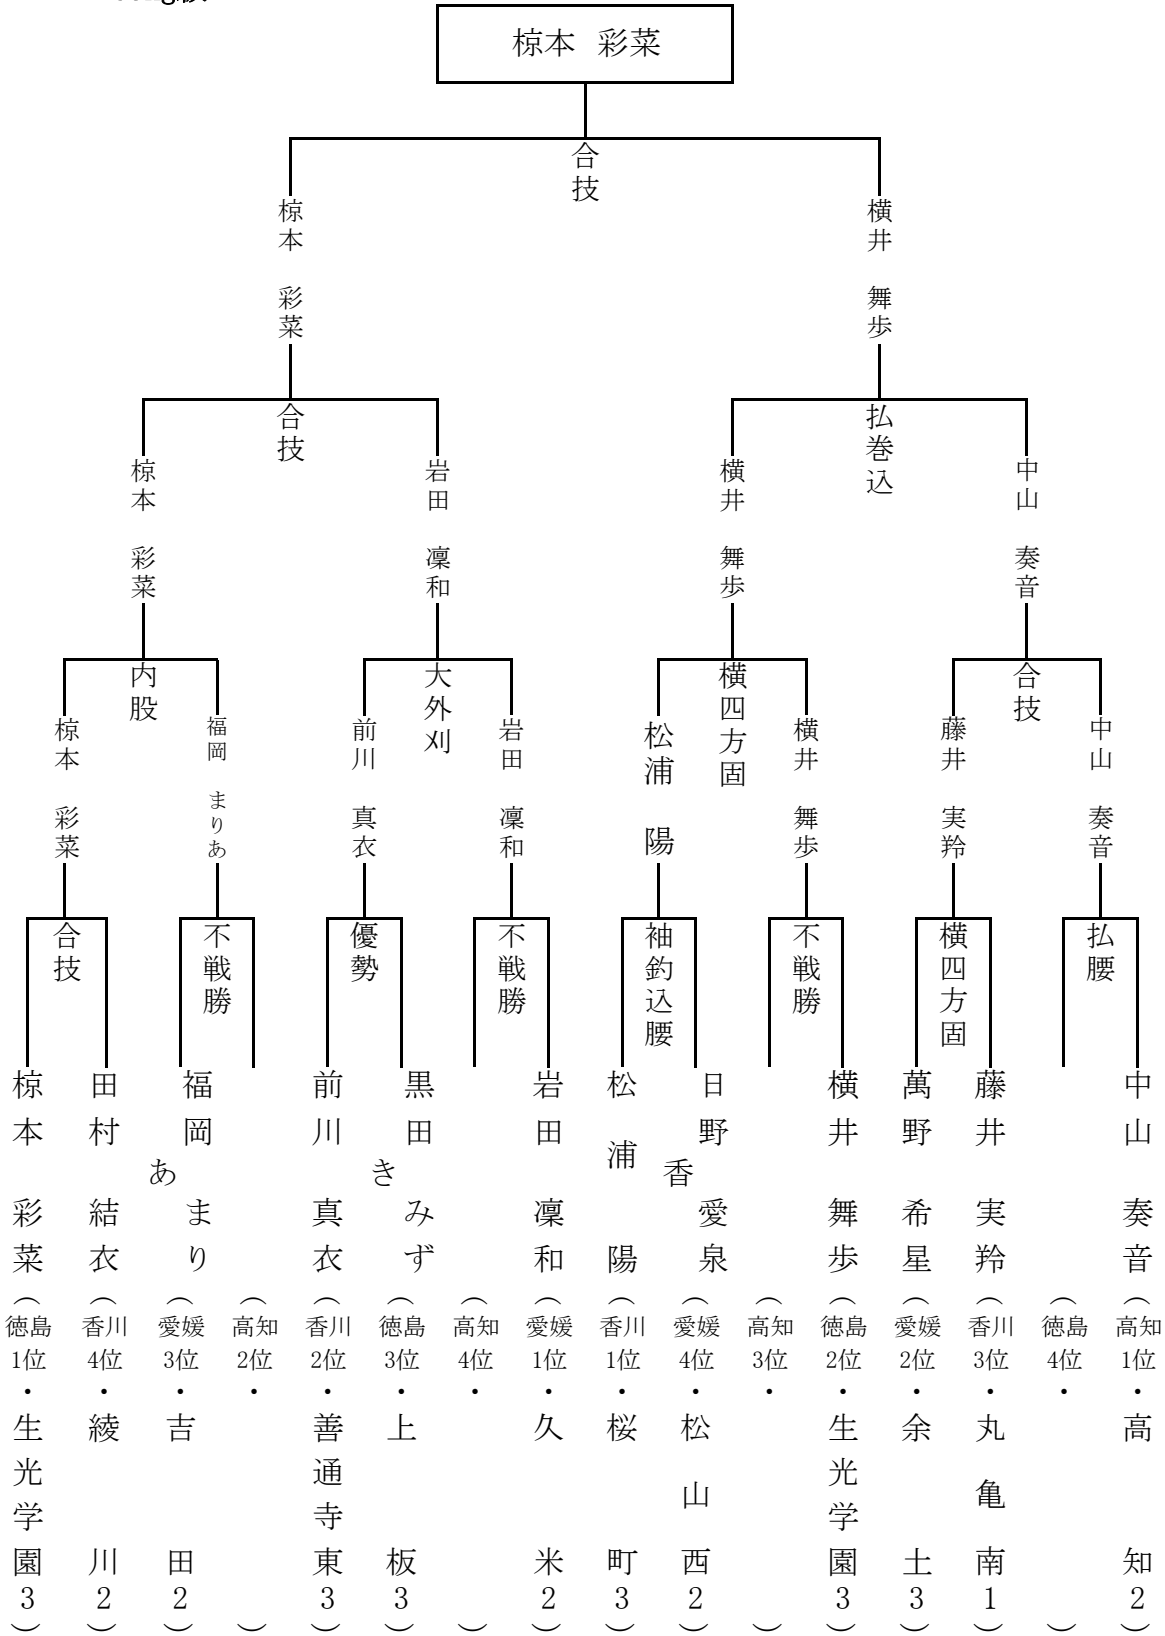 椋本 彩菜
合技
椋本 彩菜
横井 舞歩
合技
払巻込
椋本 彩菜
岩田 凜和
横井 舞歩
中山 奏音
内股
大外刈
横四方固
合技
椋本 彩菜
福岡 まりあ
前川 真衣
岩田 凜和
松浦 陽
横井 舞歩
藤井 実羚
中山 奏音
合技
不戦勝
優勢
不戦勝
袖釣込腰
不戦勝
横四方固
払腰
椋本 彩菜(徳島1位・生光学園3)
田村 結衣(香川4位・綾川2)
福岡 まりあ(愛媛3位・吉田2)
(高知2位・)
前川 真衣(香川2位・善通寺東3)
黒田 みずき(徳島3位・上板3)
(高知4位・)
岩田 凜和(愛媛1位・久米2)
松浦 陽(香川1位・桜町3)
日野 愛泉香(愛媛4位・松山西2)
(高知3位・)
横井 舞歩(徳島2位・生光学園3)
萬野 希星(愛媛2位・余土3)
藤井 実羚(香川3位・丸亀南1)
(徳島4位・)
中山 奏音(高知1位・高知2)